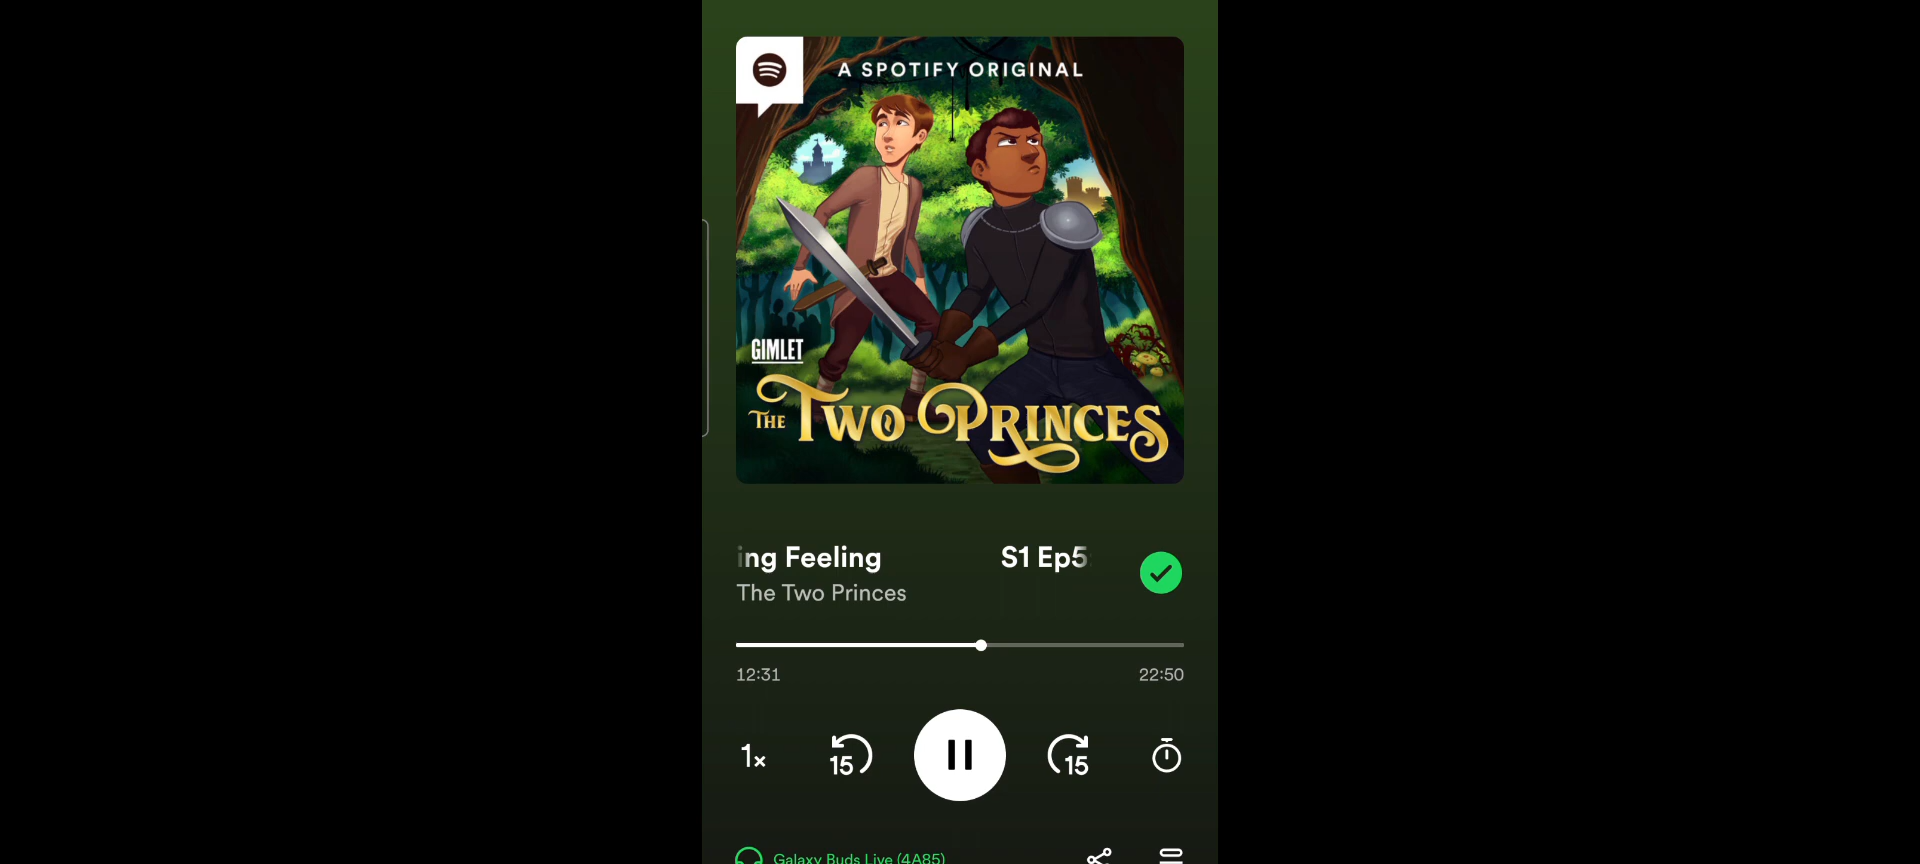 A SPOTIFY ORIGINAL
GIMLET
THE TWO PRINCES
ing Feeling S1 Ep5
The Two Princes
12:31 22:50
1× 15 15
Galaxy Buds Live (4A85)